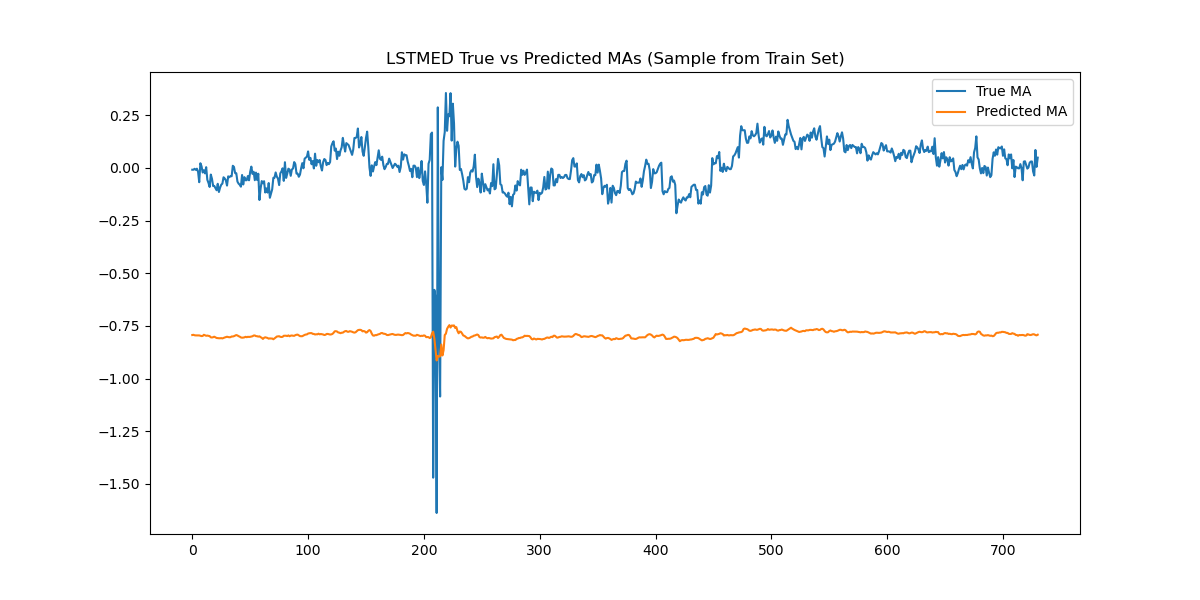 LSTMED True vs Predicted MAs (Sample from Train Set)
True MA
Predicted MA
0.25
0.00
−0.25
−0.50
−0.75
−1.00
−1.25
−1.50
0 100 200 300 400 500 600 700